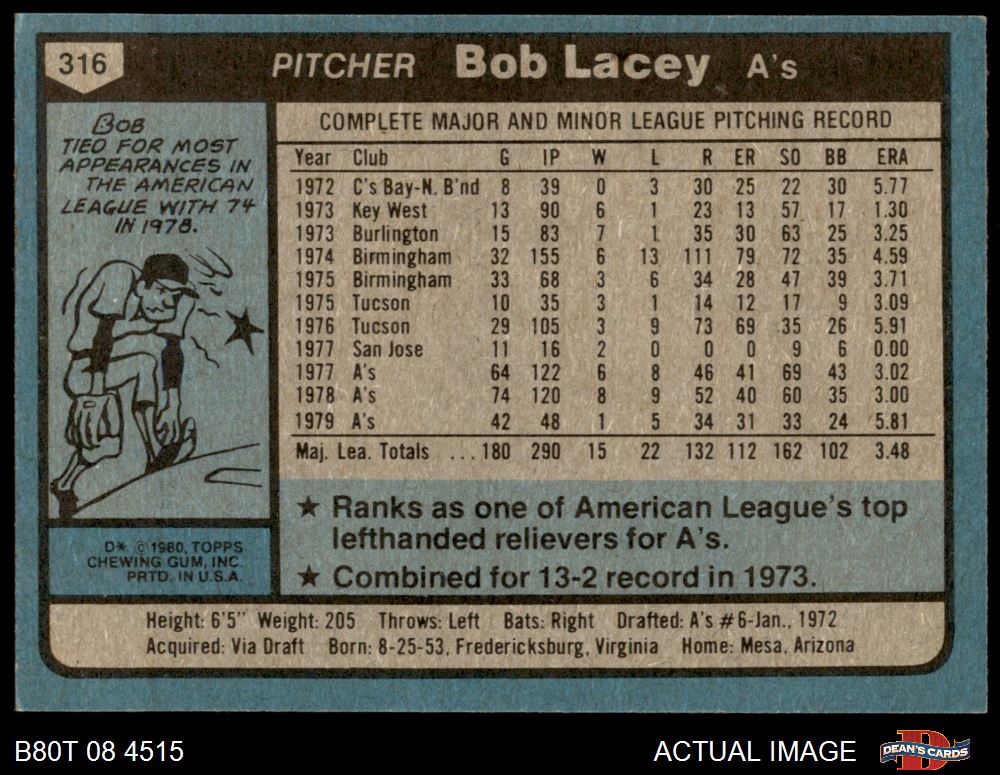 316 PITCHER Bob Lacey A's
BOB
TIED FOR MOST
APPEARANCES IN
THE AMERICAN
LEAGUE WITH 74
IN 1978.
COMPLETE MAJOR AND MINOR LEAGUE PITCHING RECORD
Year Club G IP W L R ER SO BB ERA
1972 C's Bay-N. B'nd 8 39 0 3 30 25 22 30 5.77
1973 Key West 13 90 6 1 23 13 57 17 1.30
1973 Burlington 15 83 7 1 35 30 63 25 3.25
1974 Birmingham 32 155 6 13 111 79 72 35 4.59
1975 Birmingham 33 68 3 6 34 28 47 39 3.71
1975 Tucson 10 35 3 1 14 12 17 9 3.09
1976 Tucson 29 105 3 9 73 69 35 26 5.91
1977 San Jose 11 16 2 0 0 0 9 6 0.00
1977 A's 64 122 6 8 46 41 69 43 3.02
1978 A's 74 120 8 9 52 40 60 35 3.00
1979 A's 42 48 1 5 34 31 33 24 5.81
Maj. Lea. Totals ...180 290 15 22 132 112 162 102 3.48
★ Ranks as one of American League's top
lefthanded relievers for A's.
★ Combined for 13-2 record in 1973.
D* © 1980, TOPPS
CHEWING GUM, INC.
PRTD. IN U.S.A.
Height: 6'5" Weight: 205 Throws: Left Bats: Right Drafted: A's #6-Jan., 1972
Acquired: Via Draft Born: 8-25-53, Fredericksburg, Virginia Home: Mesa, Arizona
B80T 08 4515 ACTUAL IMAGE DEAN'S CARDS